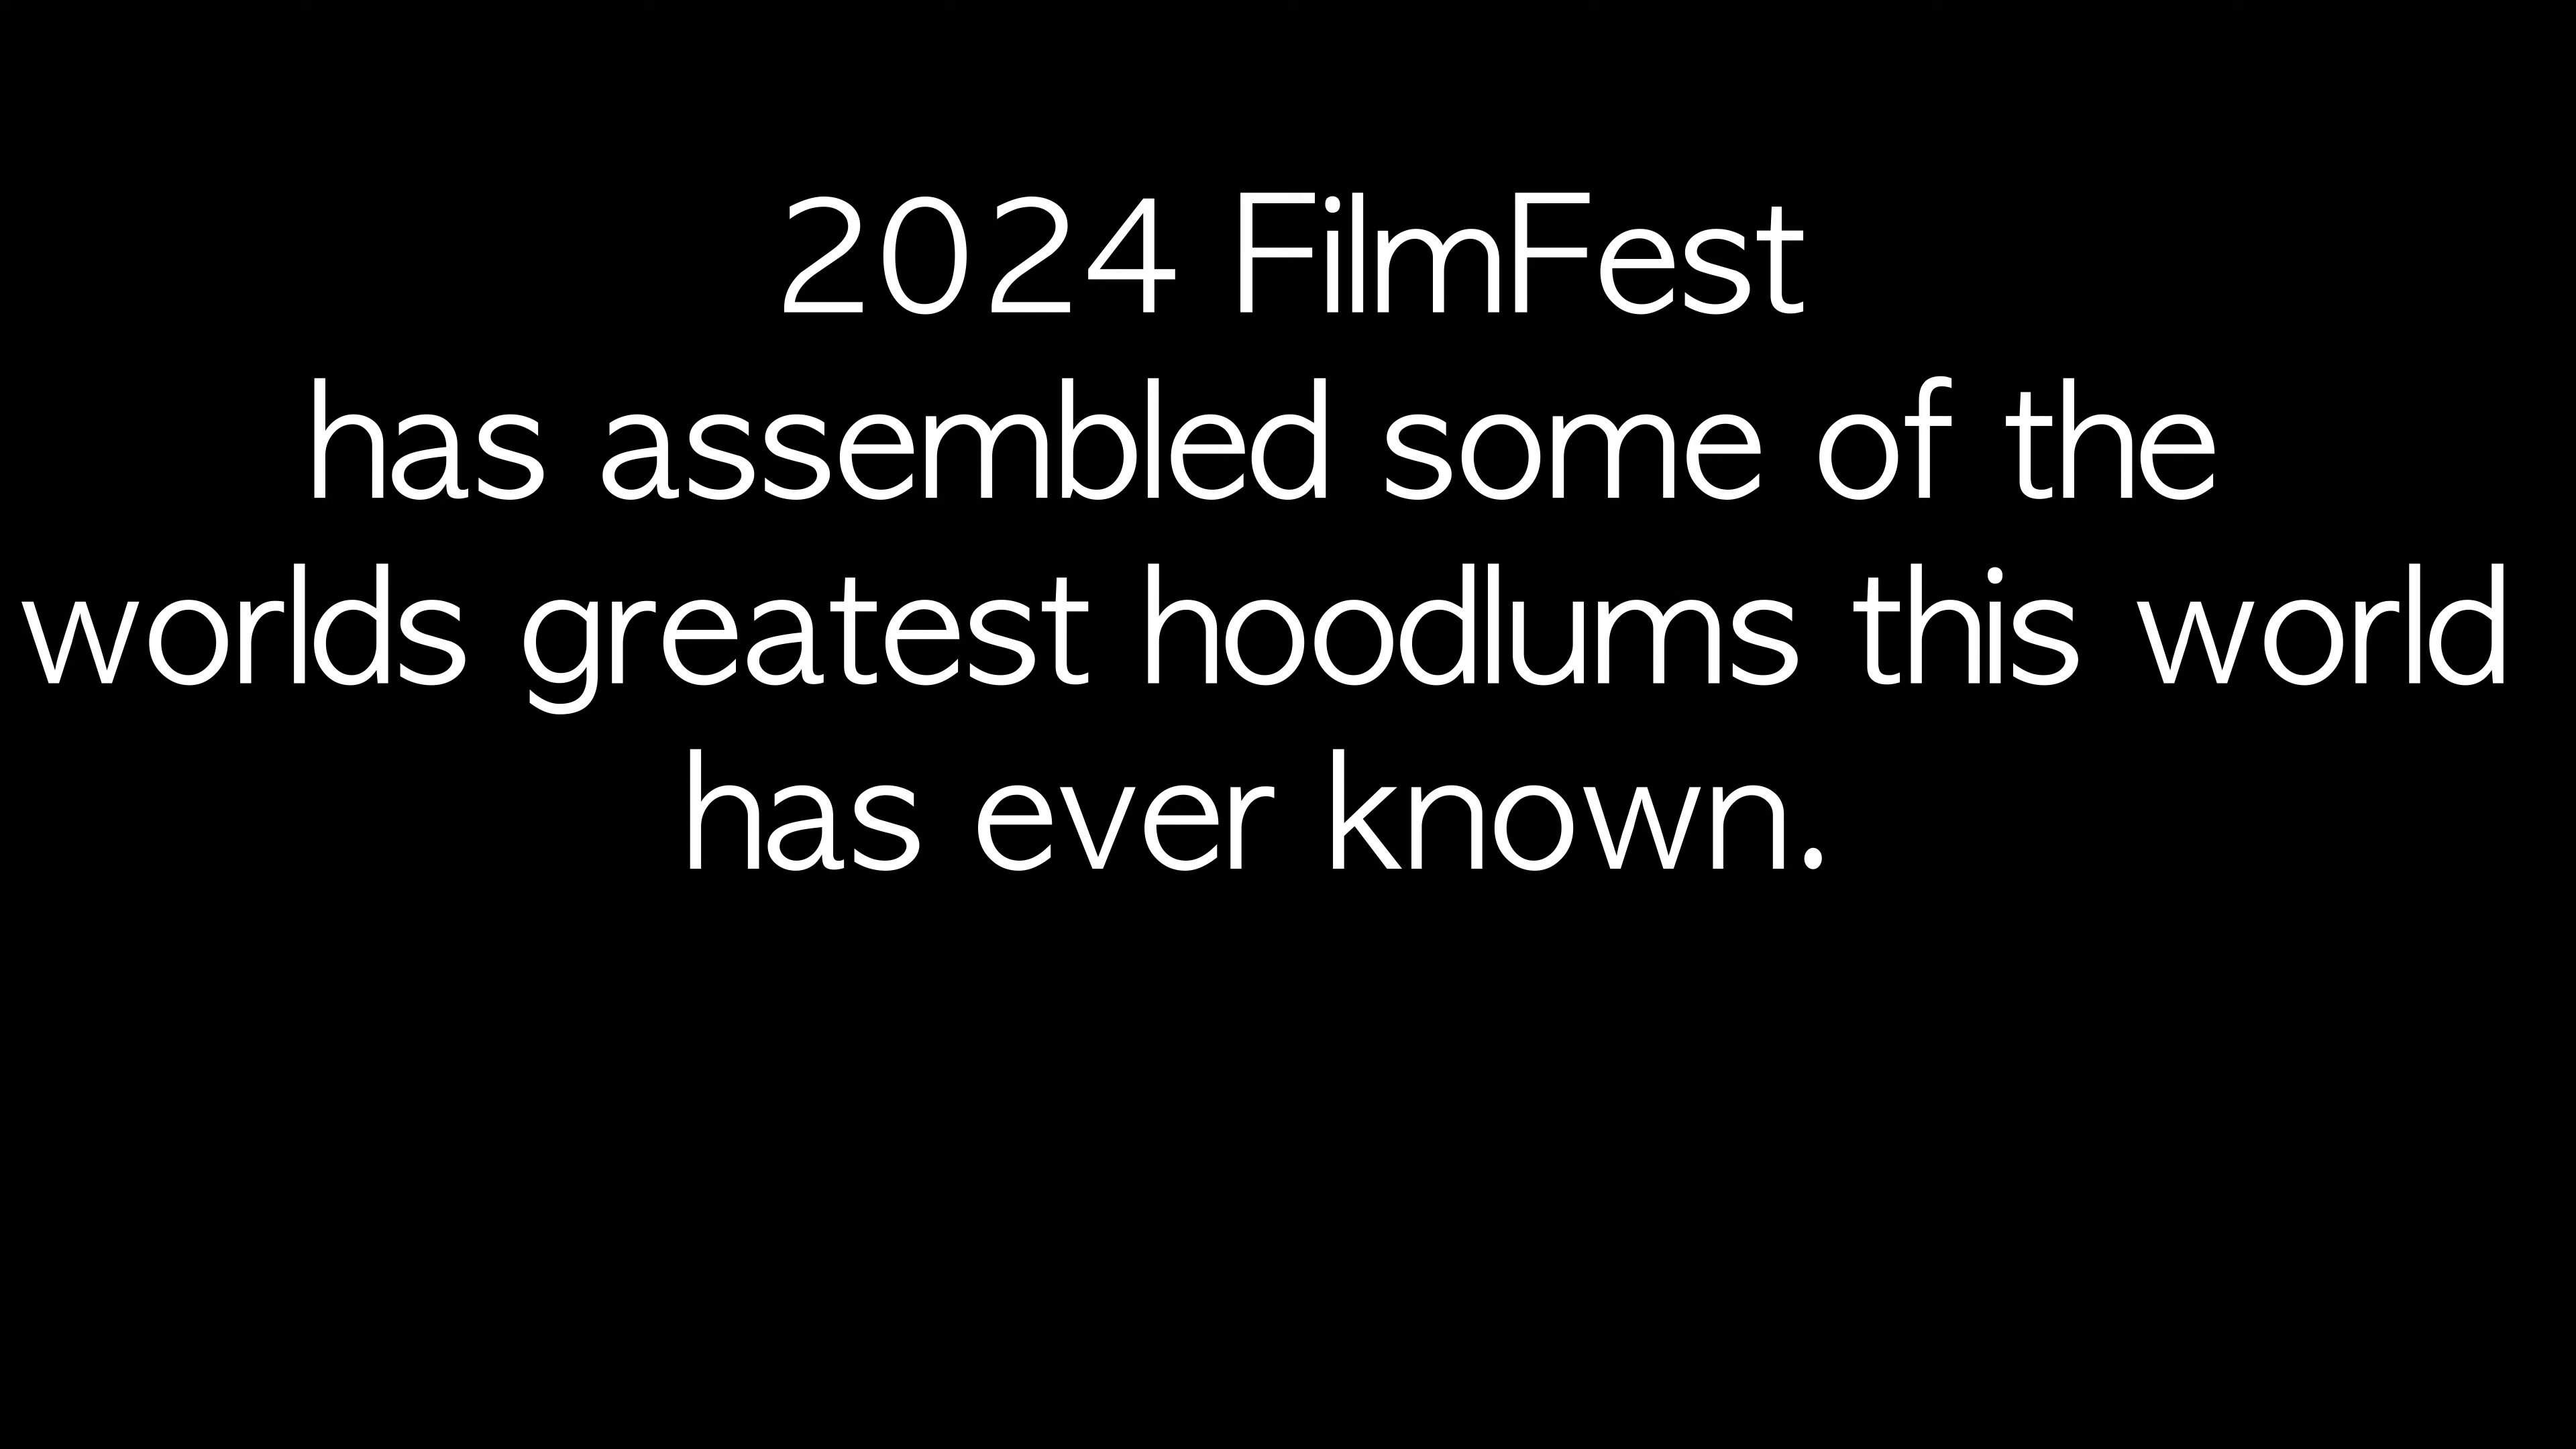 2024 FilmFest
has assembled some of the
worlds greatest hoodlums this world
has ever known.